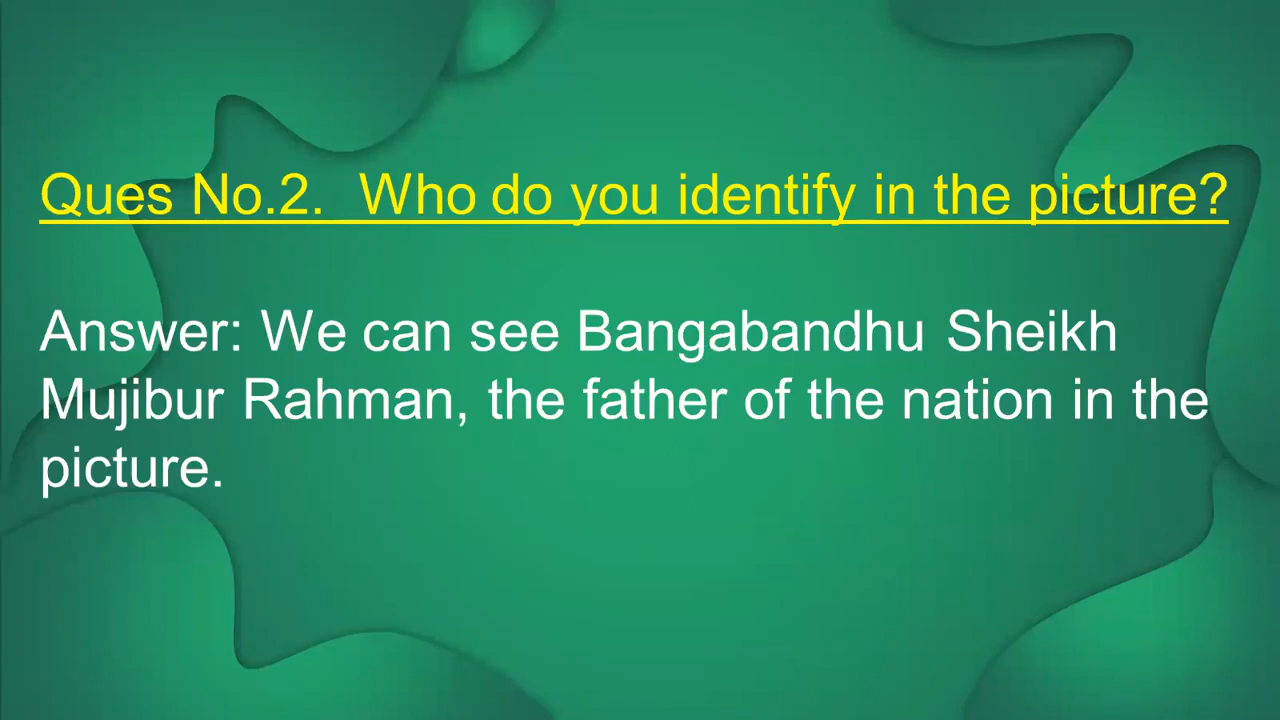 Ques No.2.  Who do you identify in the picture?
Answer: We can see Bangabandhu Sheikh
Mujibur Rahman, the father of the nation in the
picture.